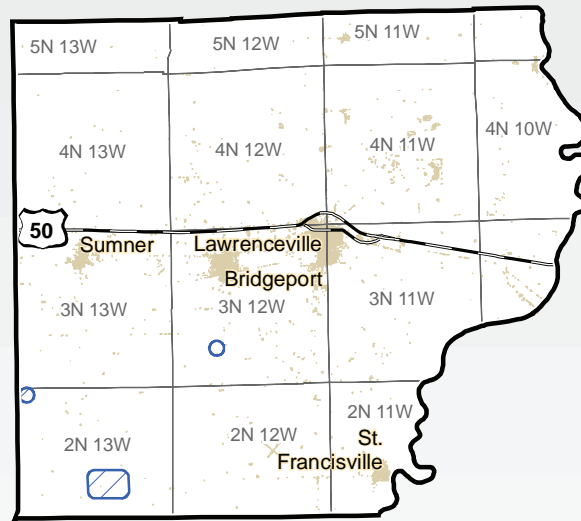 5N 13W
5N 12W
5N 11W
4N 13W
4N 12W
4N 11W
4N 10W
50
Sumner
Lawrenceville
Bridgeport
3N 13W
3N 12W
3N 11W
2N 13W
2N 12W
2N 11W
St.
Francisville